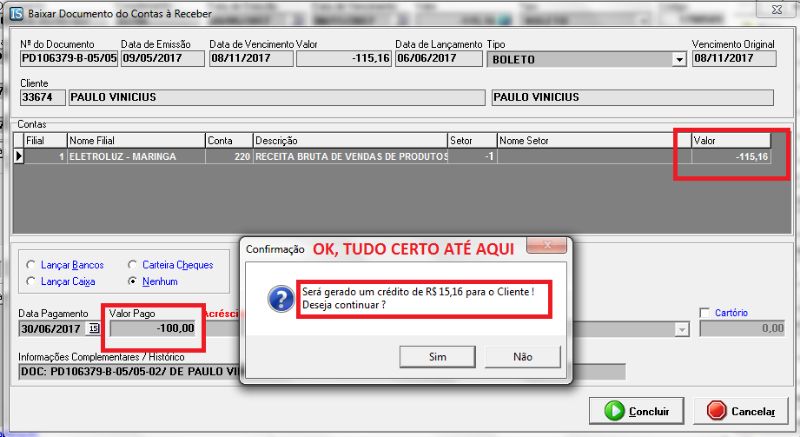 Baixar Documento do Contas à Receber
Nº do Documento Data de Emissão Data de Vencimento Valor Data de Lançamento Tipo Vencimento Original
PD106379-B-05/05 09/05/2017 08/11/2017 -115,16 06/06/2017 BOLETO 08/11/2017
Cliente
33674 PAULO VINICIUS PAULO VINICIUS
Contas
Filial Nome Filial Conta Descrição Setor Nome Setor Valor
1 ELETROLUZ - MARINGA 220 RECEITA BRUTA DE VENDAS DE PRODUTOS -1 -115,16
Confirmação OK, TUDO CERTO ATÉ AQUI
Será gerado um crédito de R$ 15,16 para o Cliente !
Deseja continuar ?
Sim Não
Lançar Bancos Carteira Cheques
Lançar Caixa Nenhum
Data Pagamento Valor Pago Acrésci Cartório
30/06/2017 15 -100,00 0,00
Informações Complementares / Histórico
DOC: PD106379-B-05/05-02/ DE PAULO VIN
Concluir Cancelar